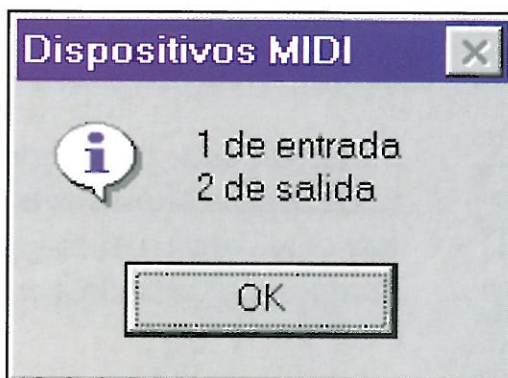 Dispositivos MIDI
1 de entrada
2 de salida
OK